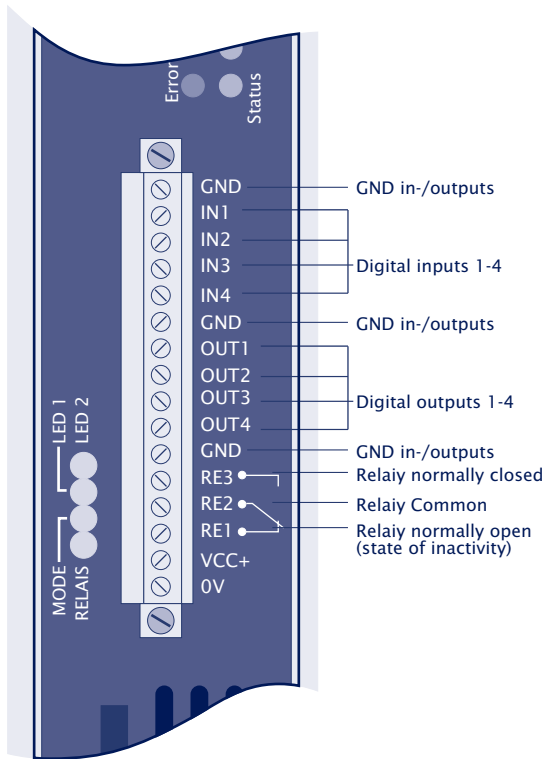 Error
Status
GND
GND in-/outputs
IN1
IN2
IN3
Digital inputs 1-4
IN4
GND
GND in-/outputs
OUT1
OUT2
OUT3
Digital outputs 1-4
OUT4
GND
GND in-/outputs
RE3
Relaiy normally closed
RE2
Relaiy Common
RE1
Relaiy normally open
(state of inactivity)
VCC+
0V
LED 1
LED 2
MODE
RELAIS